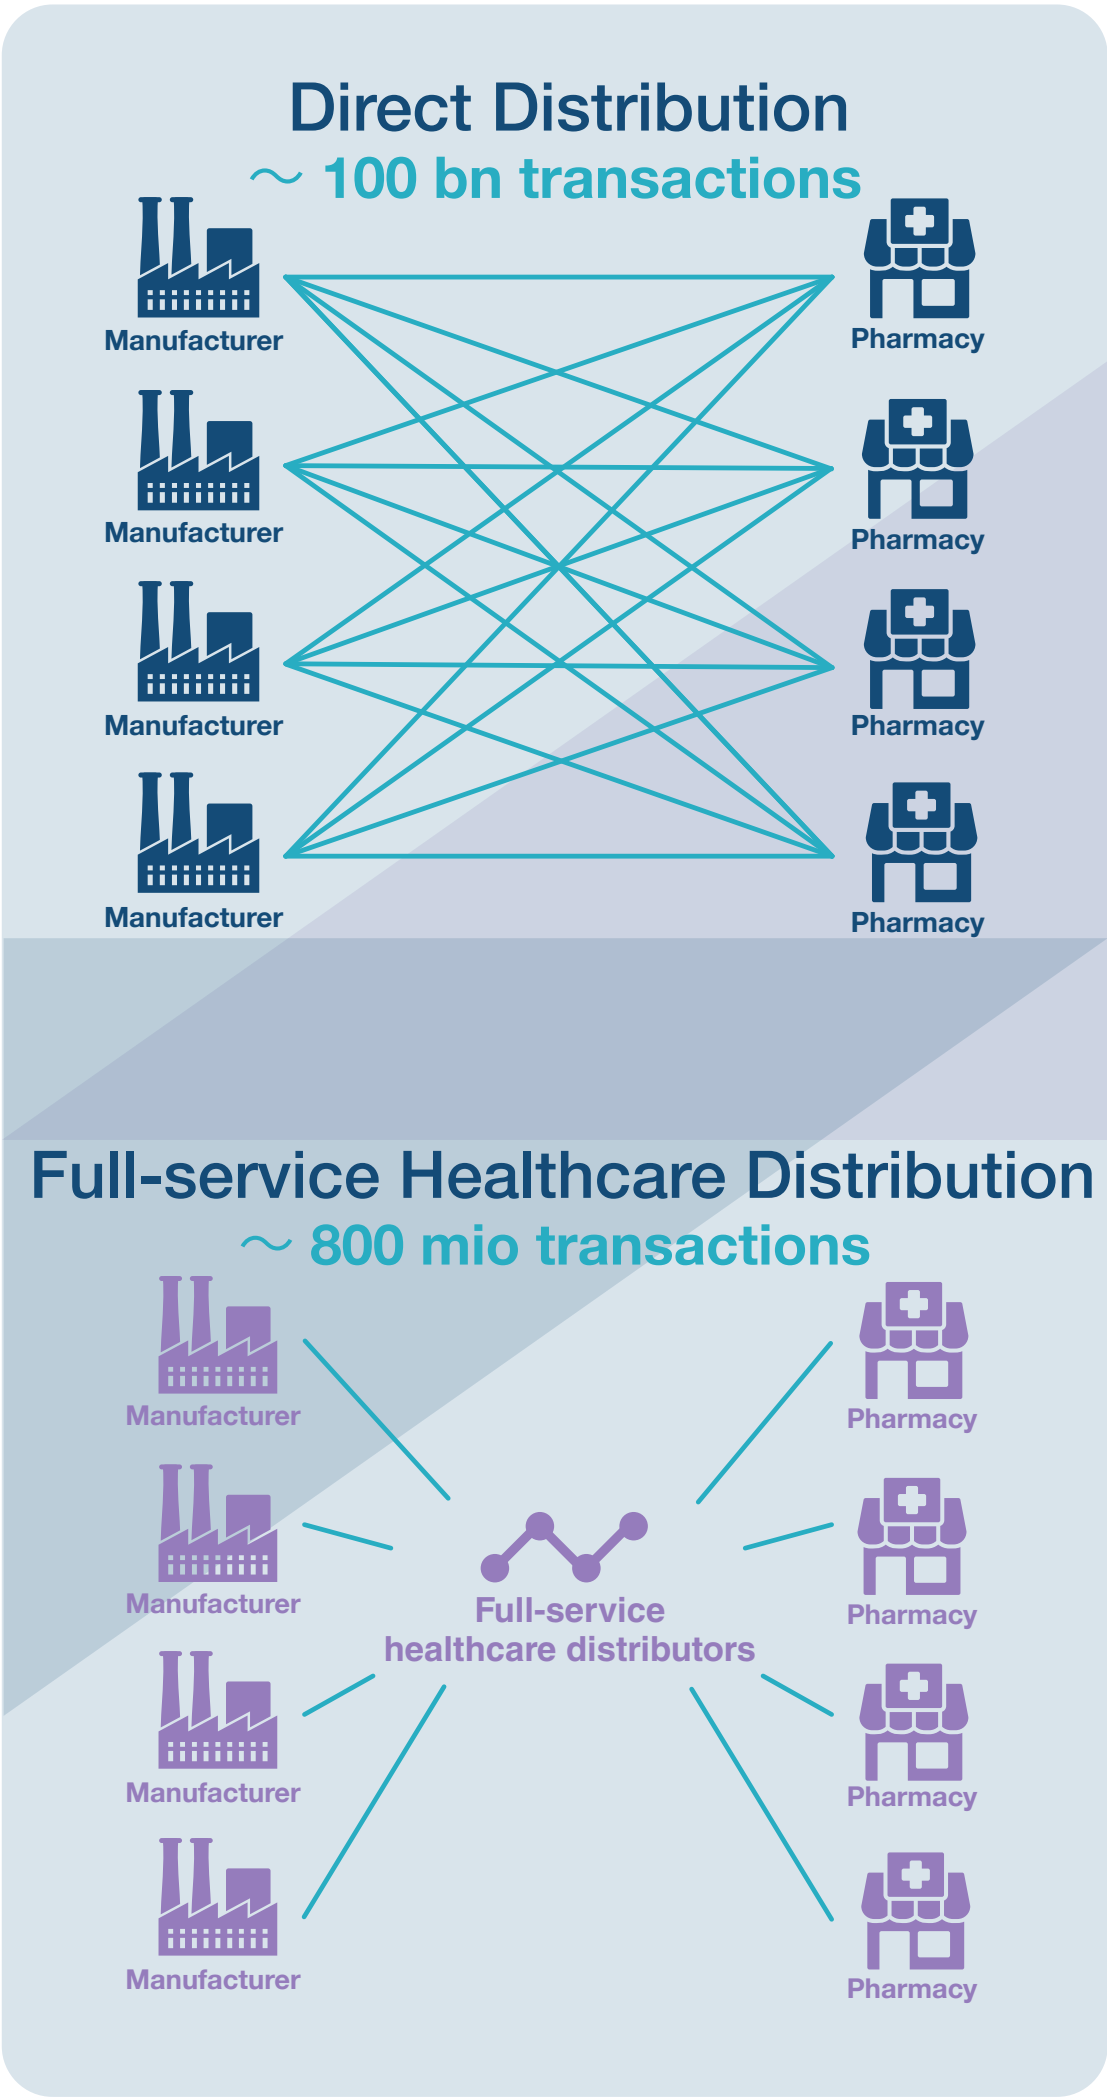 Direct Distribution
~ 100 bn transactions
Manufacturer
Pharmacy
Manufacturer
Pharmacy
Manufacturer
Pharmacy
Manufacturer
Pharmacy
Full-service Healthcare Distribution
~ 800 mio transactions
Manufacturer
Pharmacy
Manufacturer
Full-service
healthcare distributors
Pharmacy
Manufacturer
Pharmacy
Manufacturer
Pharmacy